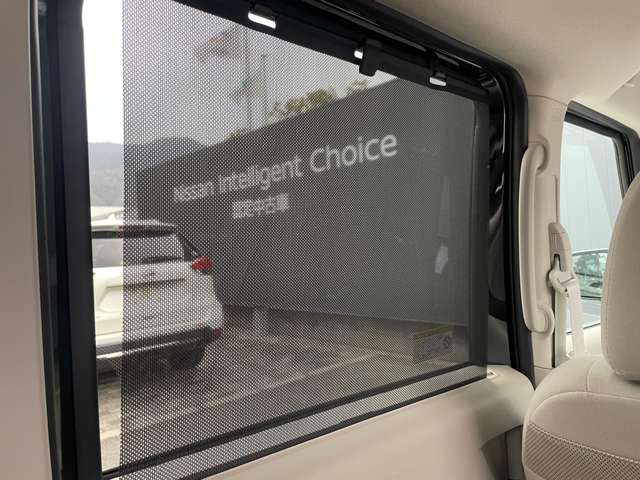 Nissan Intelligent Choice
認定中古車